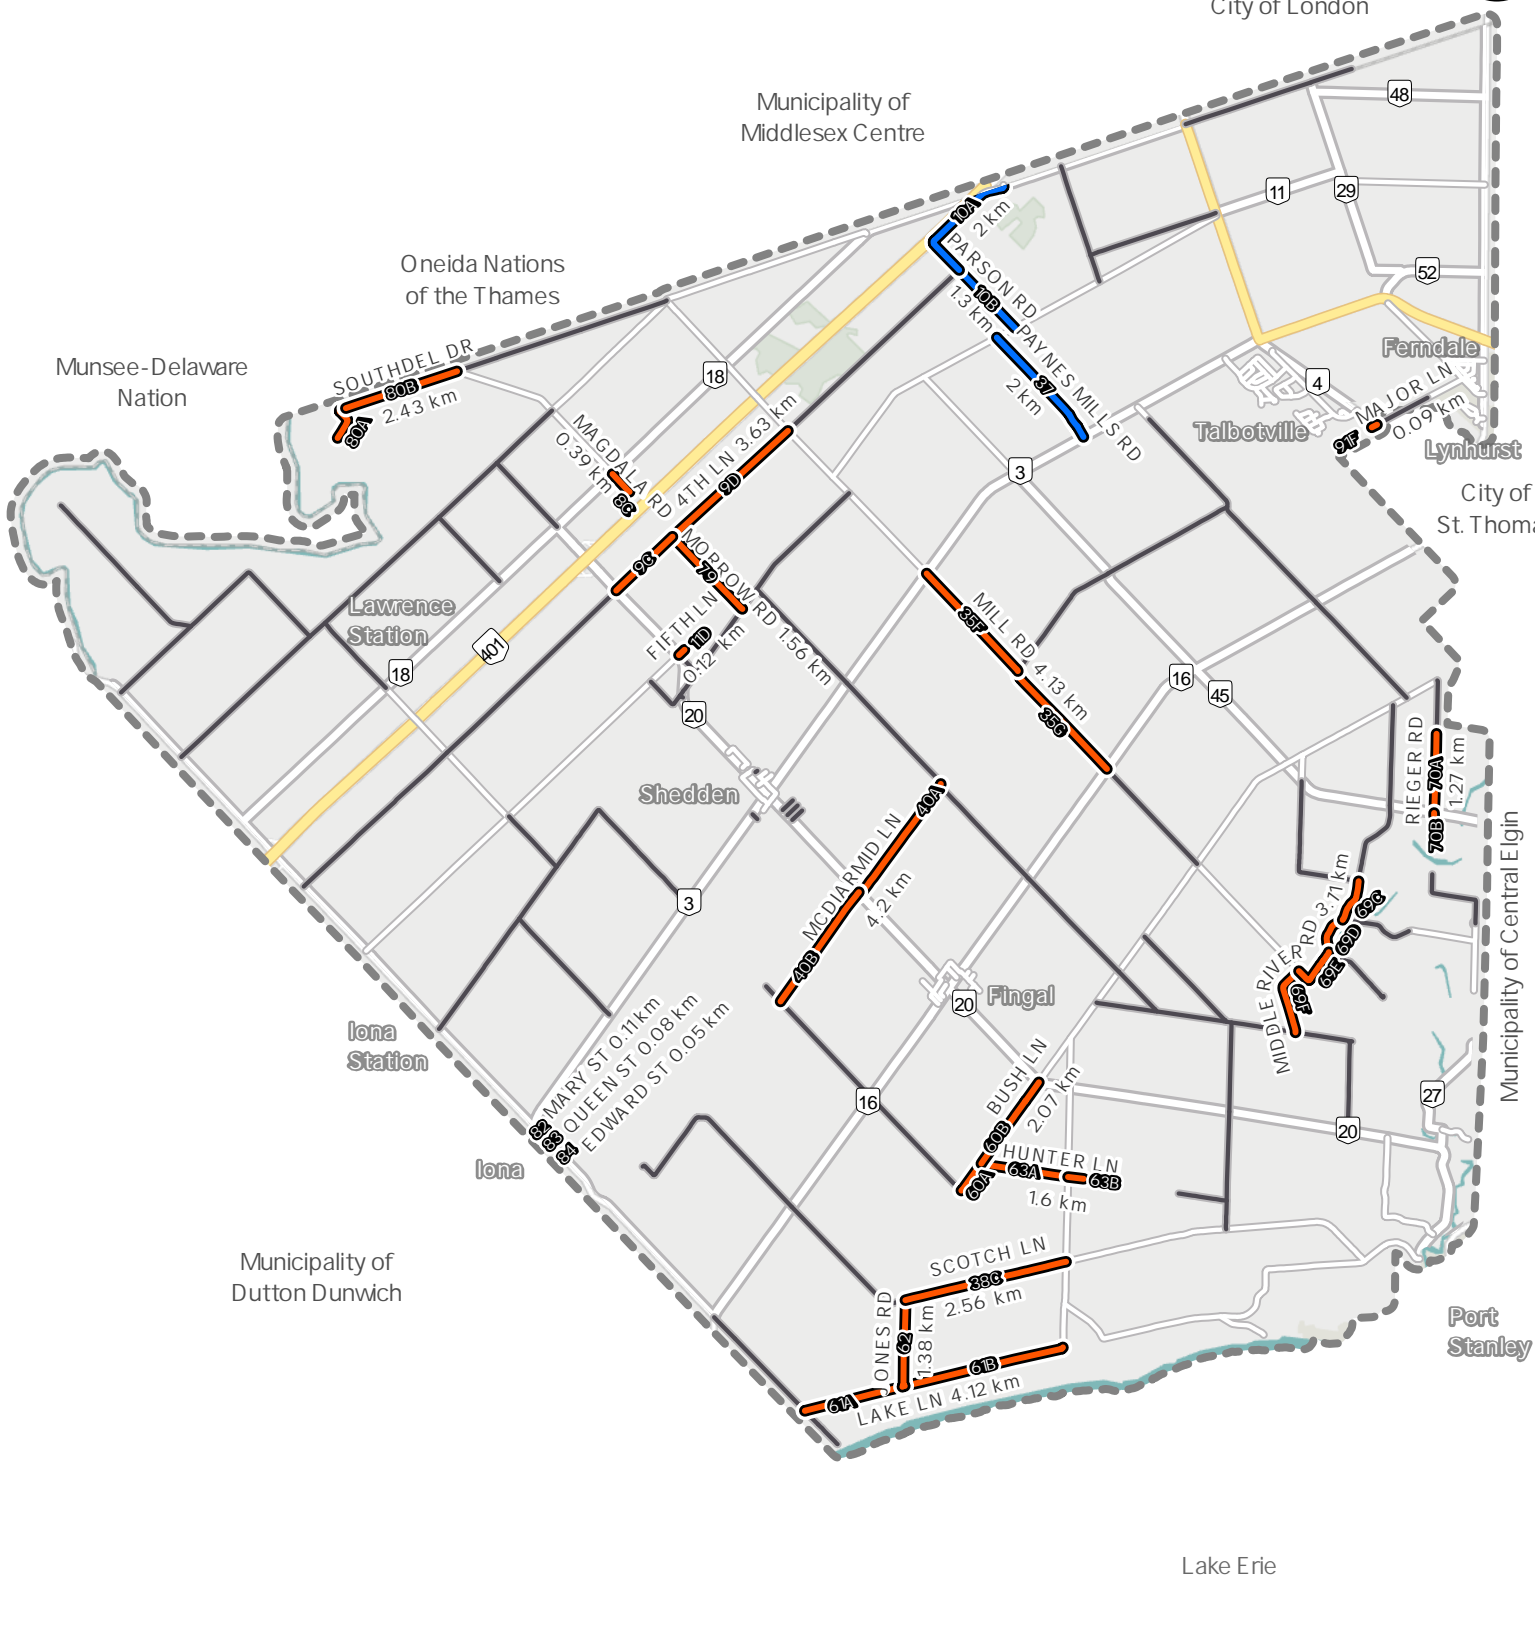 City of London
48
Municipality of
Middlesex Centre
11
29
10A
2 km
PARSON RD
Oneida Nations
of the Thames
52
10B
1.3 km
PAYNES MILLS RD
37
2 km
Ferndale
SOUTHDEL DR
80B
2.43 km
80A
Munsee-Delaware
Nation
18
4
MAJOR LN
0.09 km
91F
Talbotville
Lynhurst
MAGDALA RD
0.39 km
8C
4TH LN 3.63 km
9D
3
City of
St. Thoma
9C
MORROW RD 1.56 km
79
FIFTH LN
11D
0.12 km
Lawrence
Station
401
18
35F
MILL RD 4.13 km
35G
16
45
20
RIEGER RD
70A
1.27 km
70B
Shedden
MCDIARMID LN
40A
4.2 km
40B
3
MIDDLE RIVER RD 3.71 km
69C
69D
69E
69F
Municipality of Central Elgin
20
Fingal
Iona
Station
MARY ST 0.11 km
QUEEN ST 0.08 km
EDWARD ST 0.05 km
82
83
84
Iona
16
BUSH LN
2.07 km
60B
60A
HUNTER LN
63A
63B
1.6 km
27
20
Municipality of
Dutton Dunwich
SCOTCH LN
38C
2.56 km
JONES RD
62
1.38 km
61B
61A
LAKE LN 4.12 km
Port
Stanley
Lake Erie